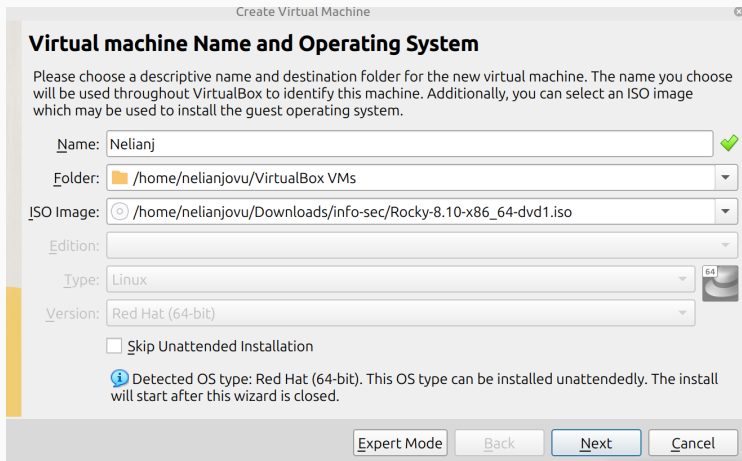 Create Virtual Machine
Virtual machine Name and Operating System
Please choose a descriptive name and destination folder for the new virtual machine. The name you choose
will be used throughout VirtualBox to identify this machine. Additionally, you can select an ISO image
which may be used to install the guest operating system.
Name: Nelianj
Folder: /home/nelianjovu/VirtualBox VMs
ISO Image: /home/nelianjovu/Downloads/info-sec/Rocky-8.10-x86_64-dvd1.iso
Edition:
Type: Linux
64
Version: Red Hat (64-bit)
Skip Unattended Installation
Detected OS type: Red Hat (64-bit). This OS type can be installed unattendedly. The install
will start after this wizard is closed.
Expert Mode Back Next Cancel